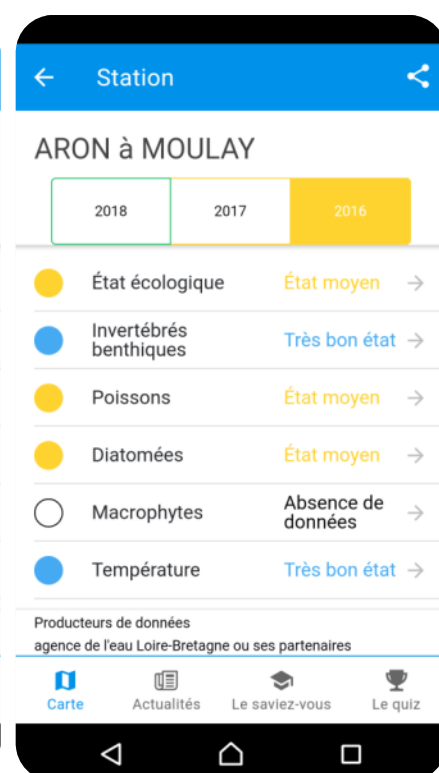 Station
ARON à MOULAY
2018 2017 2016
État écologique État moyen
Invertébrés
benthiques
Très bon état
Poissons État moyen
Diatomées État moyen
Macrophytes
Absence de
données
Température Très bon état
Producteurs de données
agence de l'eau Loire-Bretagne ou ses partenaires
Carte Actualités Le saviez-vous Le quiz